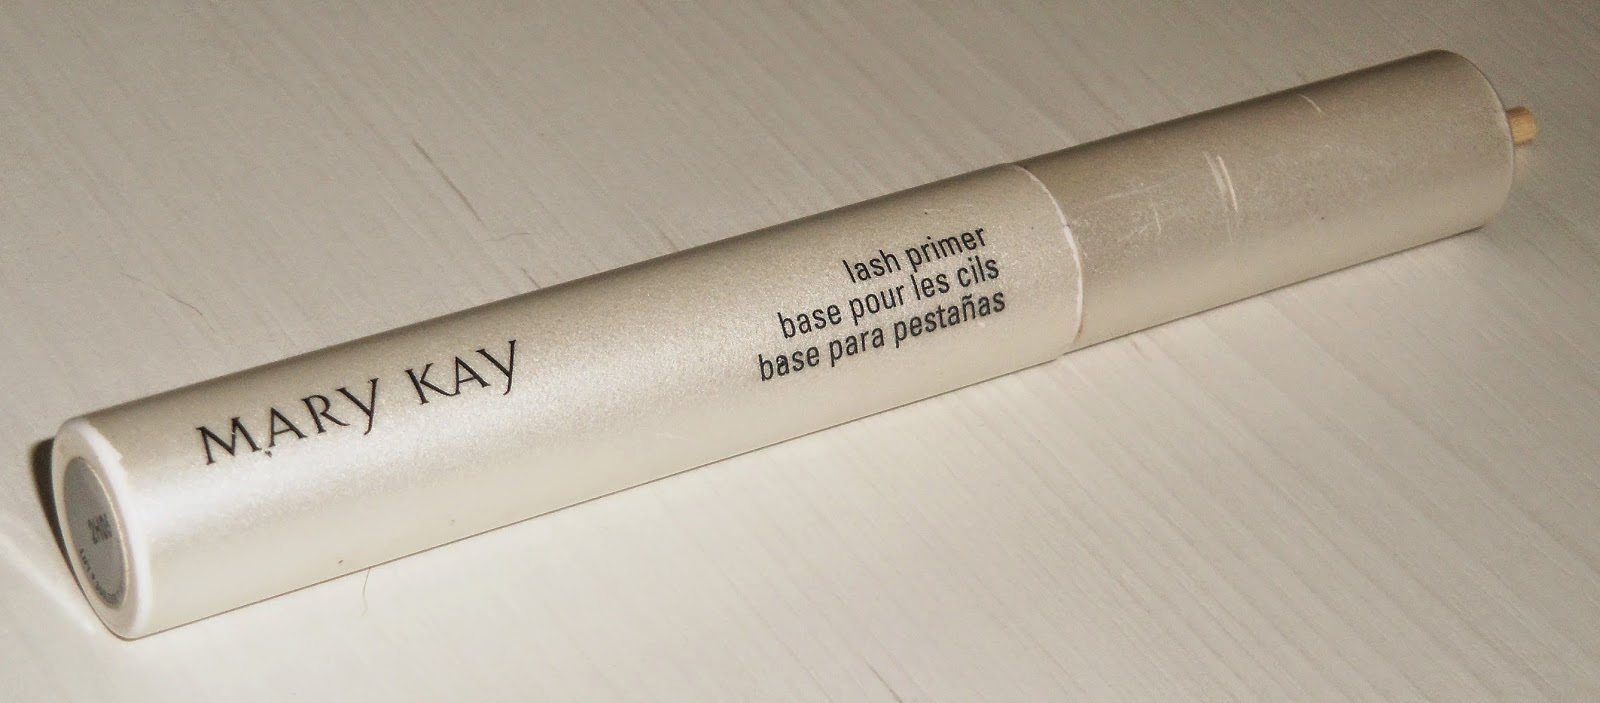 MARY KAY
lash primer
base pour les cils
base para pestañas